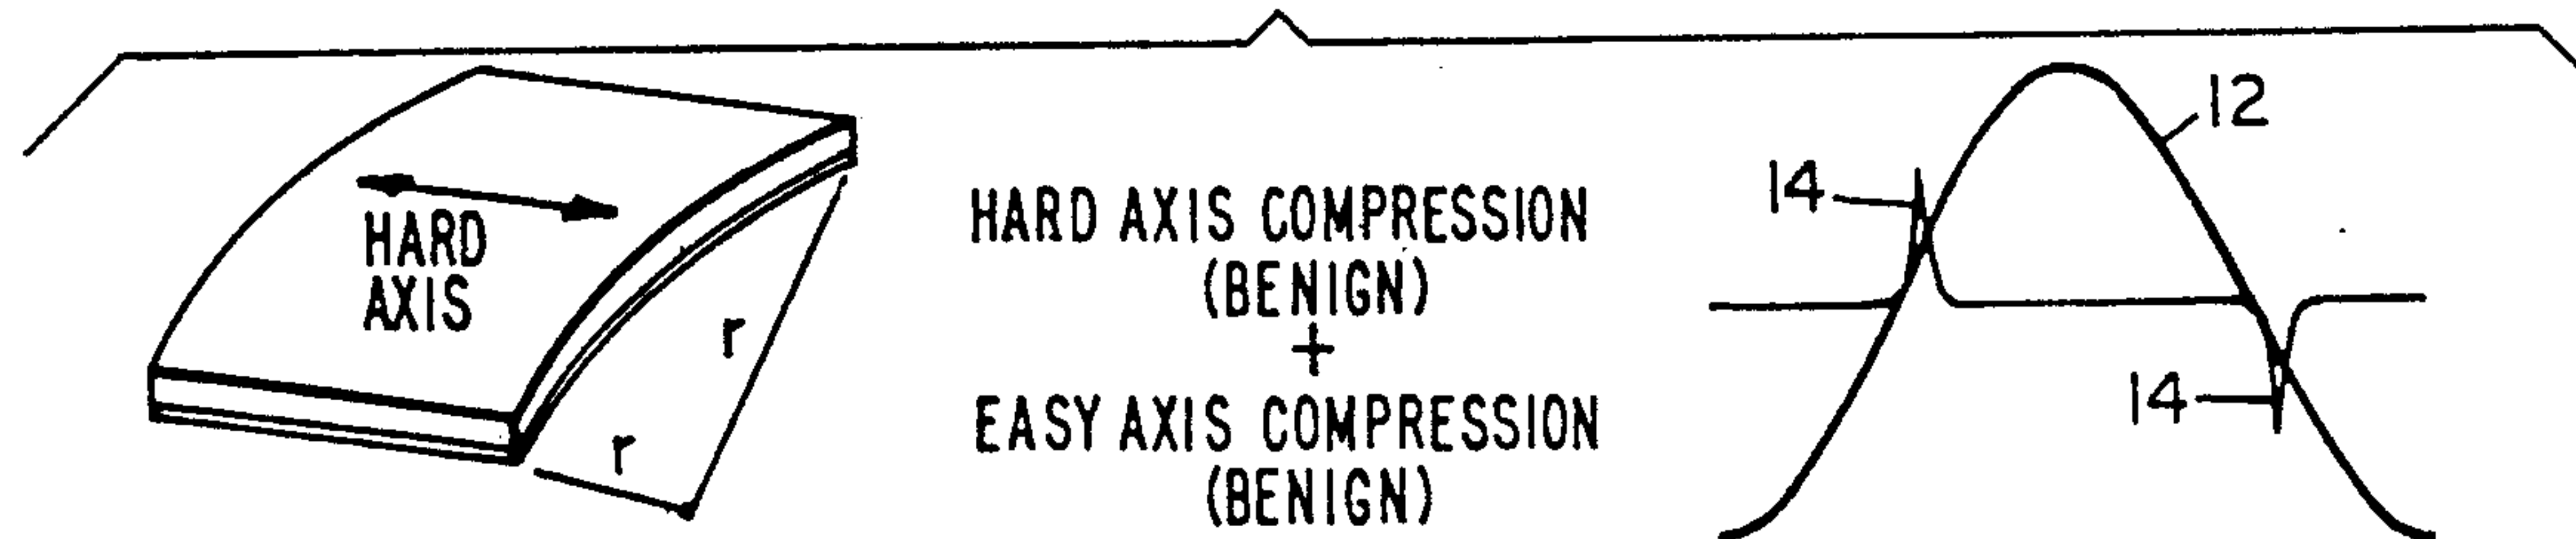 HARD
AXIS
r
r
HARD AXIS COMPRESSION
(BENIGN)
+
EASY AXIS COMPRESSION
(BENIGN)
12
14
14